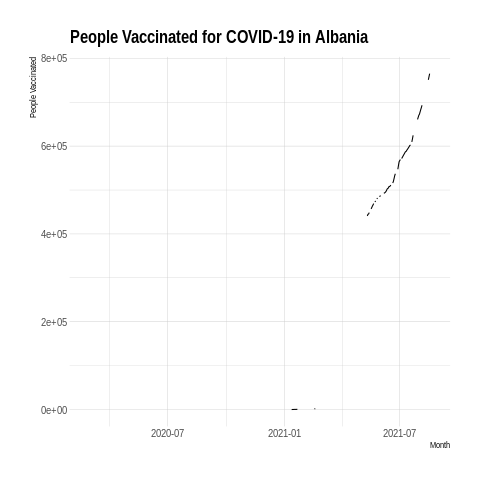 People Vaccinated for COVID-19 in Albania
People Vaccinated
8e+05
6e+05
4e+05
2e+05
0e+00
2020-07
2021-01
2021-07
Month